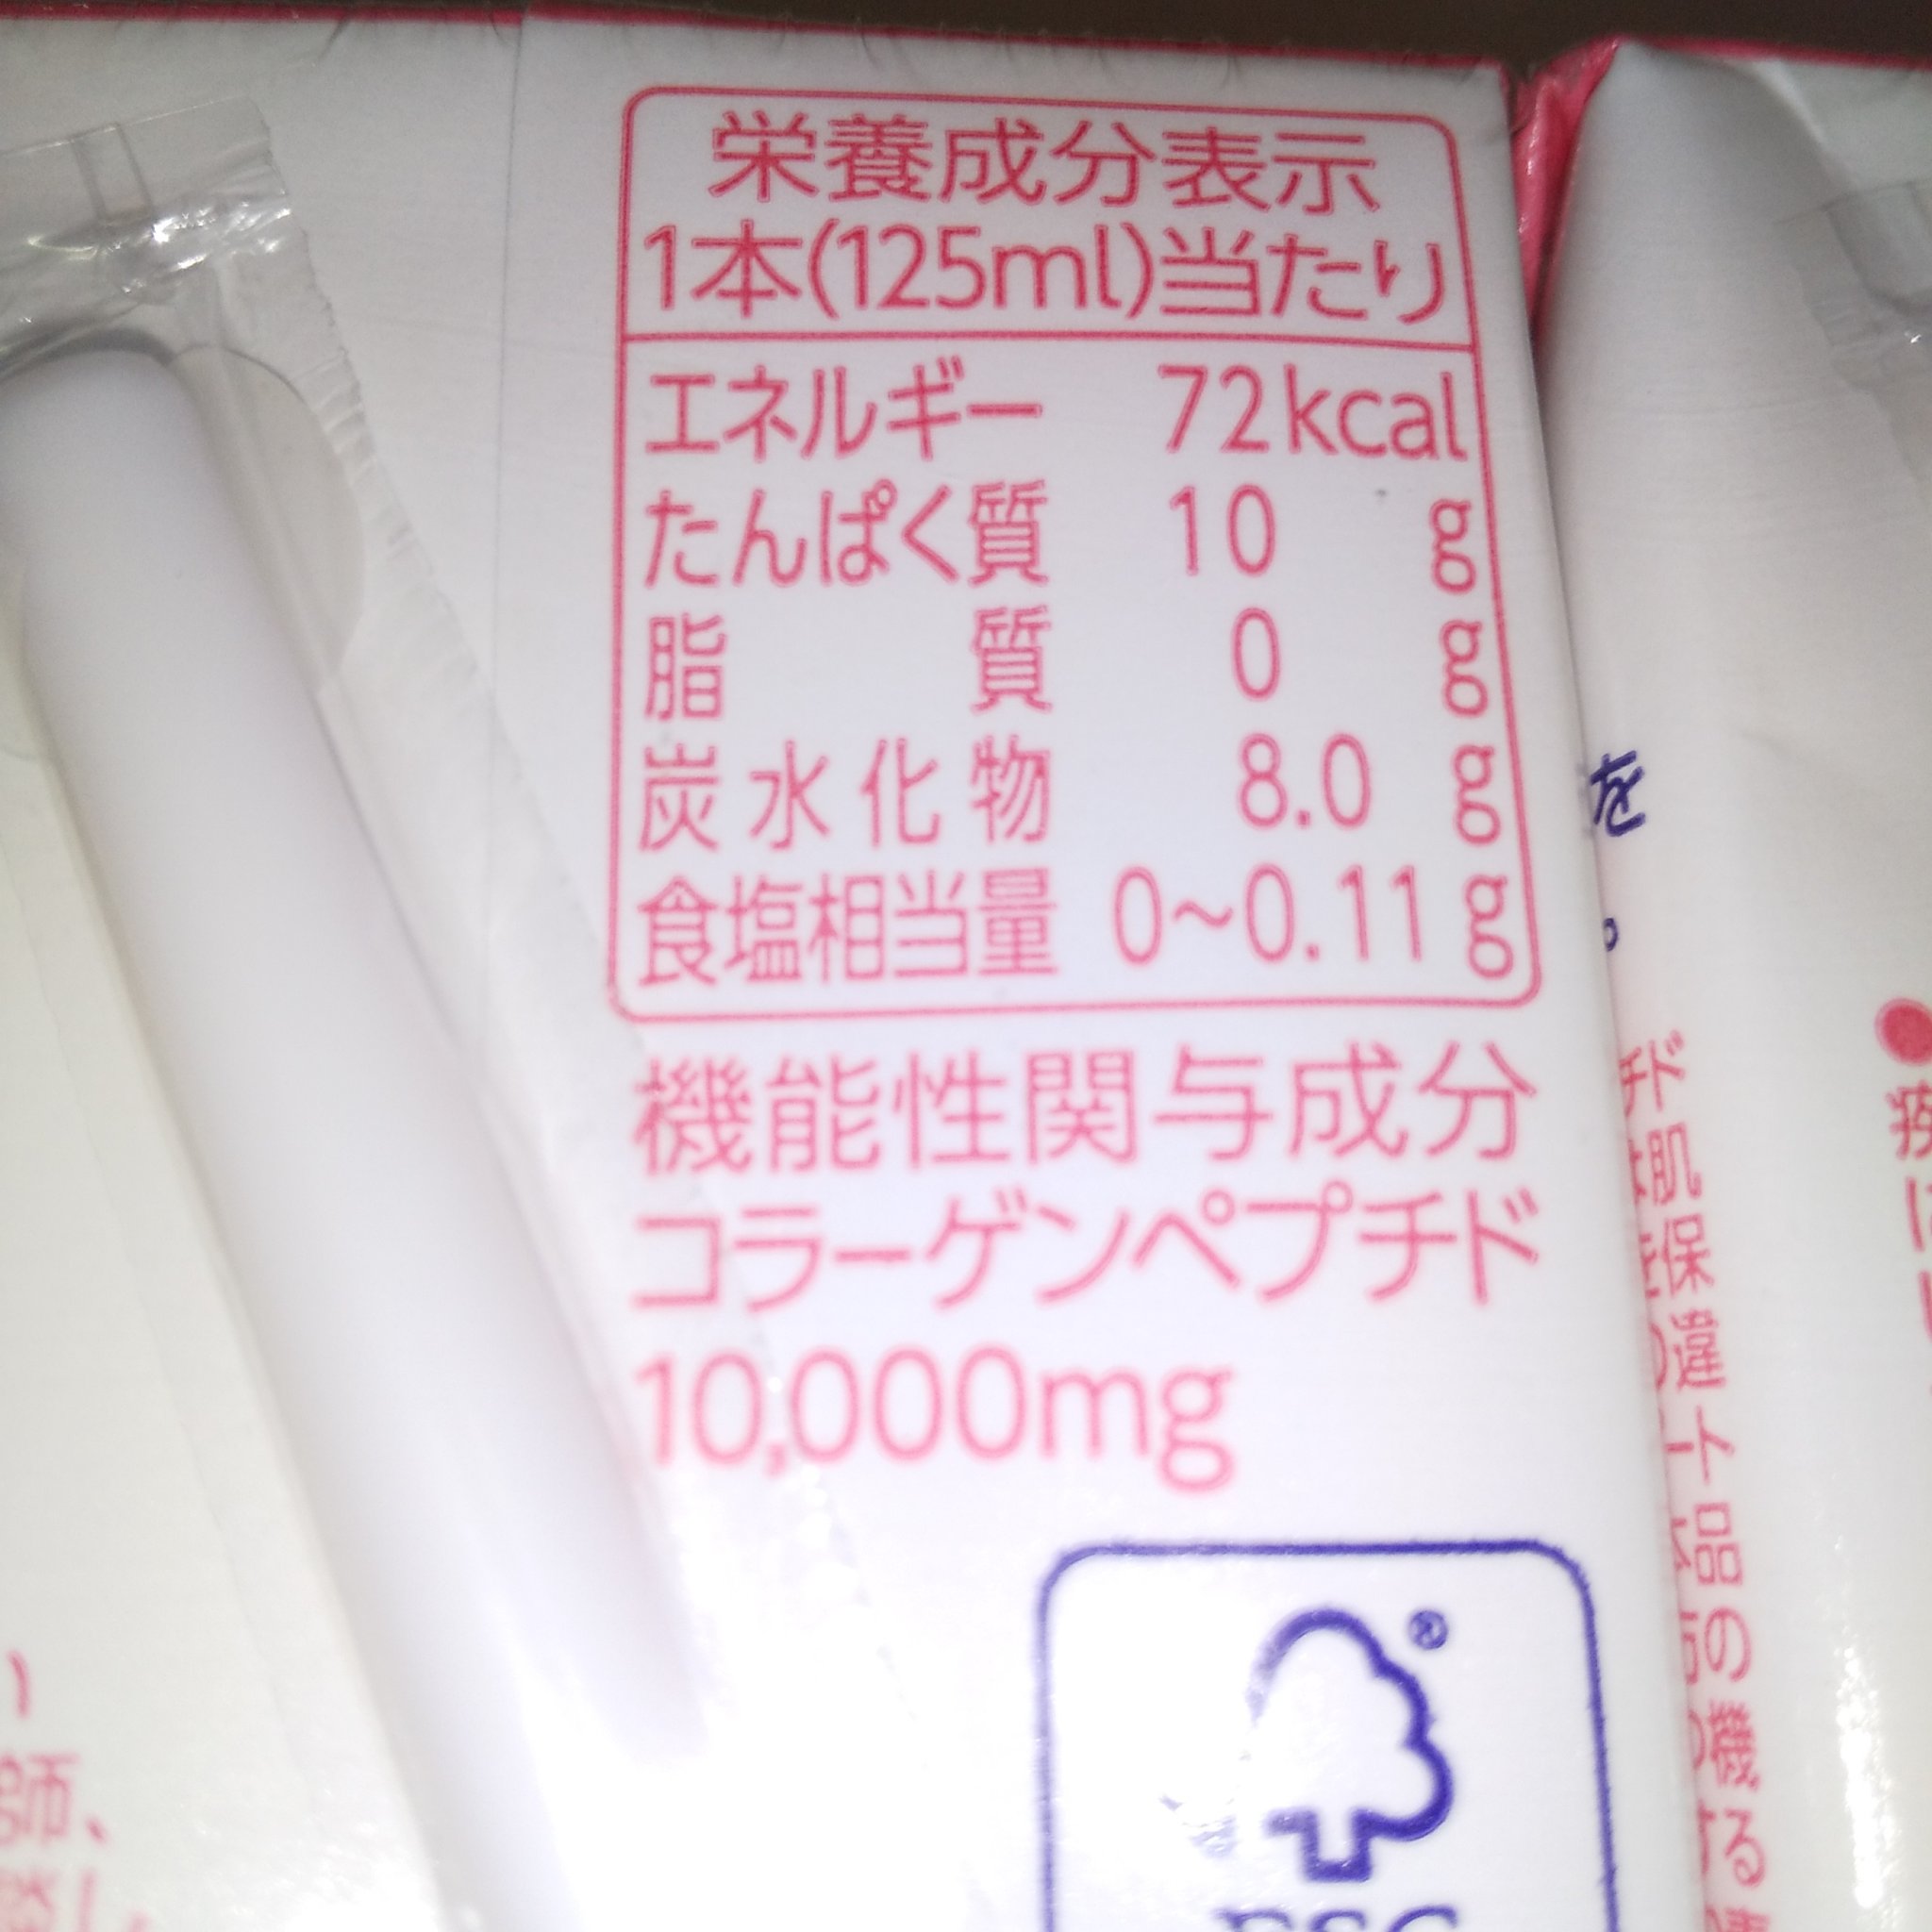 栄養成分表示
1本(125ml)当たり
エネルギー 72kcal
たんぱく質 10 g
脂質 0 g
炭水化物 8.0 g
食塩相当量 0~0.11 g
機能性関与成分
コラーゲンペプチド
10,000mg
®
を
。
師、